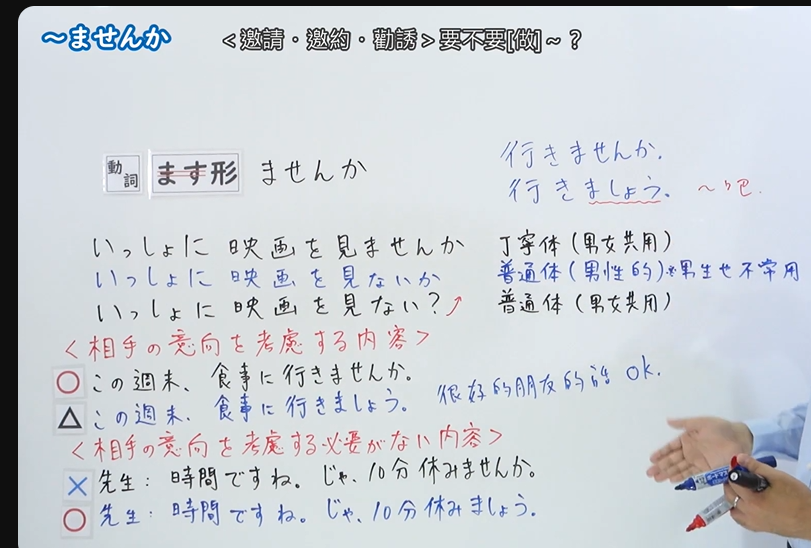 ～ませんか ＜邀請・邀約・勸誘＞要不要[做]～？
動詞 ます形 ませんか
行きませんか.
行きましょう。 ～吧.
いっしょに 映画を見ませんか 丁寧体(男女共用)
いっしょに 映画を見ないか 普通体(男性的)※男生也不常用
いっしょに 映画を見ない？ 普通体(男女共用)
＜相手の意向を考慮する内容＞
○ この週末、食事に行きませんか。
△ この週末、食事に行きましょう。 很好的朋友的話 ok.
＜相手の意向を考慮する必要がない内容＞
× 先生：時間ですね。じゃ、10分休みませんか。
○ 先生：時間ですね。じゃ、10分休みましょう.